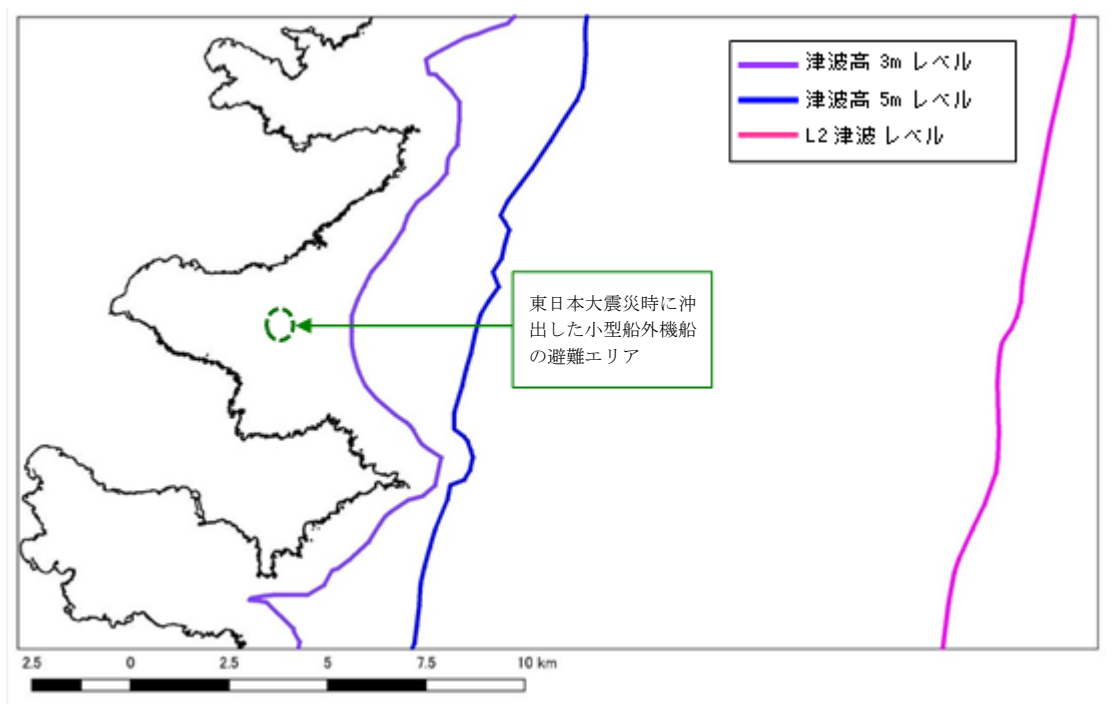 津波高 3m レベル
津波高 5m レベル
L2 津波 レベル
東日本大震災時に沖
出した小型船外機船
の避難エリア
2.5 0 2.5 5 7.5 10 km